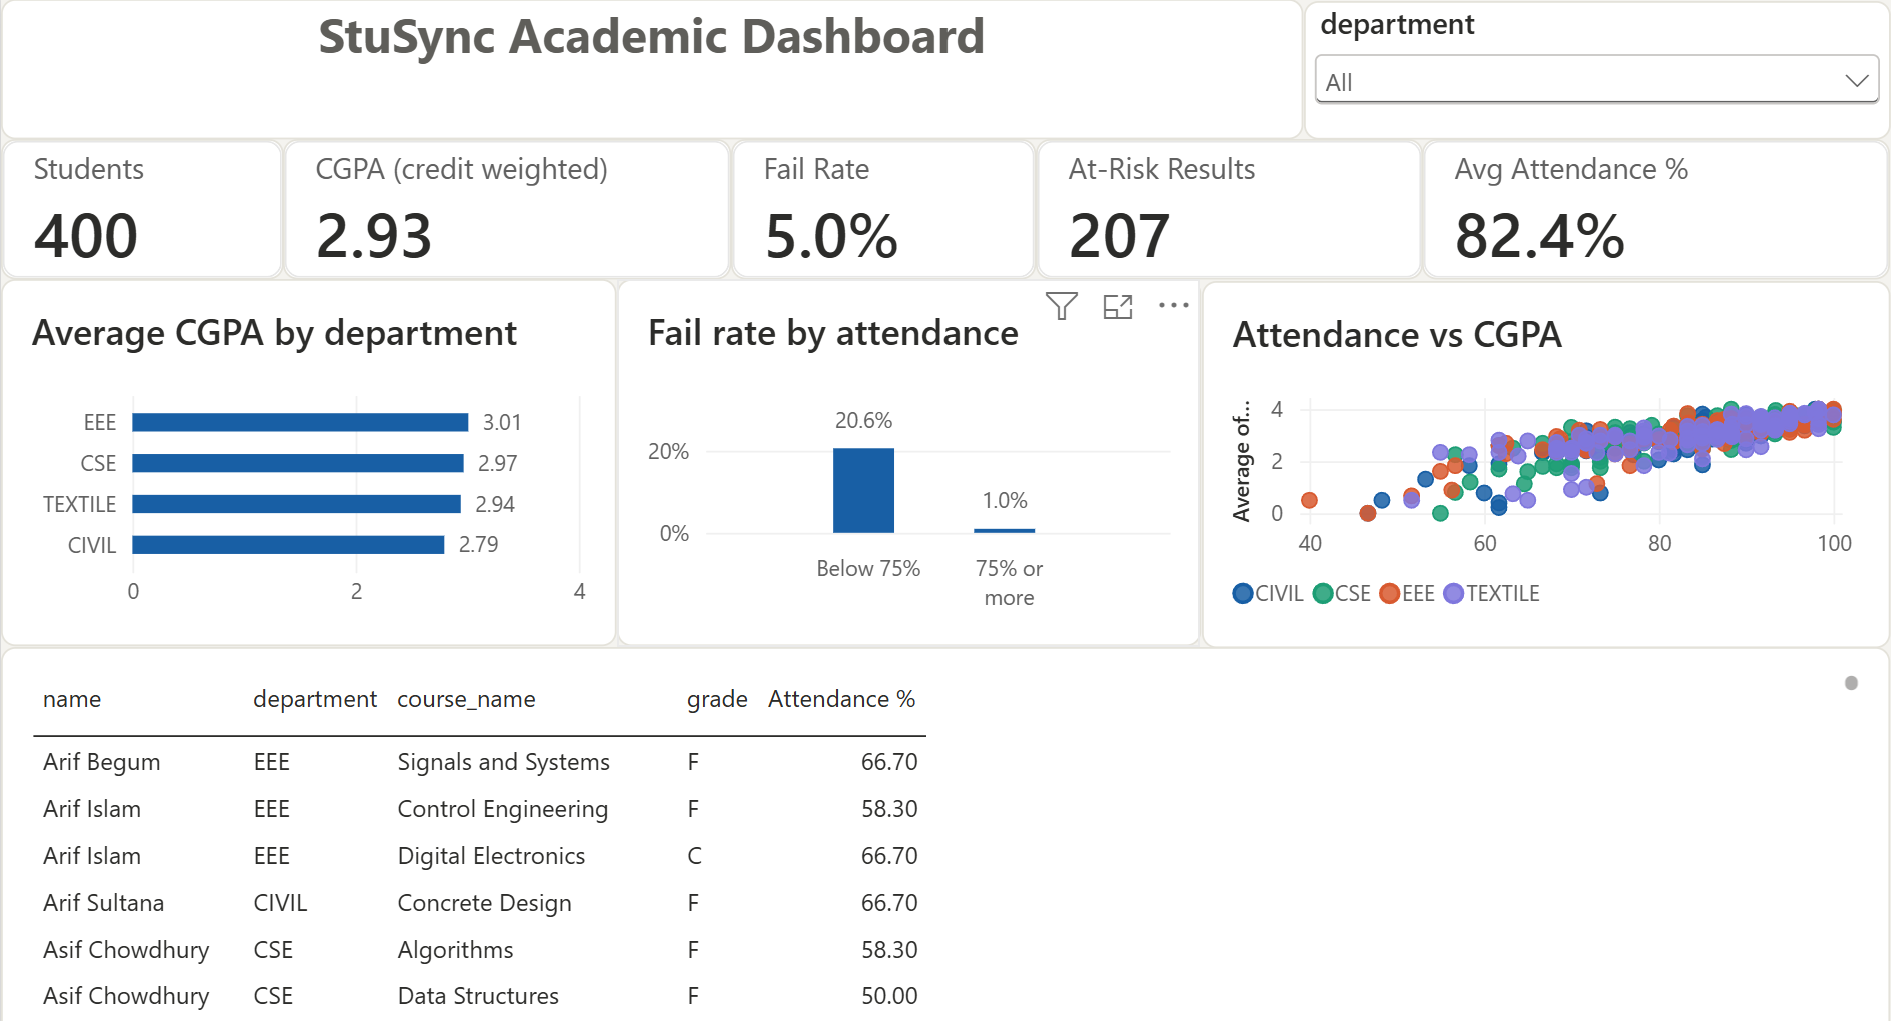 StuSync Academic Dashboard
department
All
Students
400
CGPA (credit weighted)
2.93
Fail Rate
5.0%
At-Risk Results
207
Avg Attendance %
82.4%
Average CGPA by department
EEE 3.01
CSE 2.97
TEXTILE 2.94
CIVIL 2.79
0 2 4
Fail rate by attendance
20.6%
20%
1.0%
0%
Below 75%
75% or
more
Attendance vs CGPA
Average of...
4
2
0
40 60 80 100
CIVIL CSE EEE TEXTILE
name department course_name grade Attendance %
Arif Begum EEE Signals and Systems F 66.70
Arif Islam EEE Control Engineering F 58.30
Arif Islam EEE Digital Electronics C 66.70
Arif Sultana CIVIL Concrete Design F 66.70
Asif Chowdhury CSE Algorithms F 58.30
Asif Chowdhury CSE Data Structures F 50.00